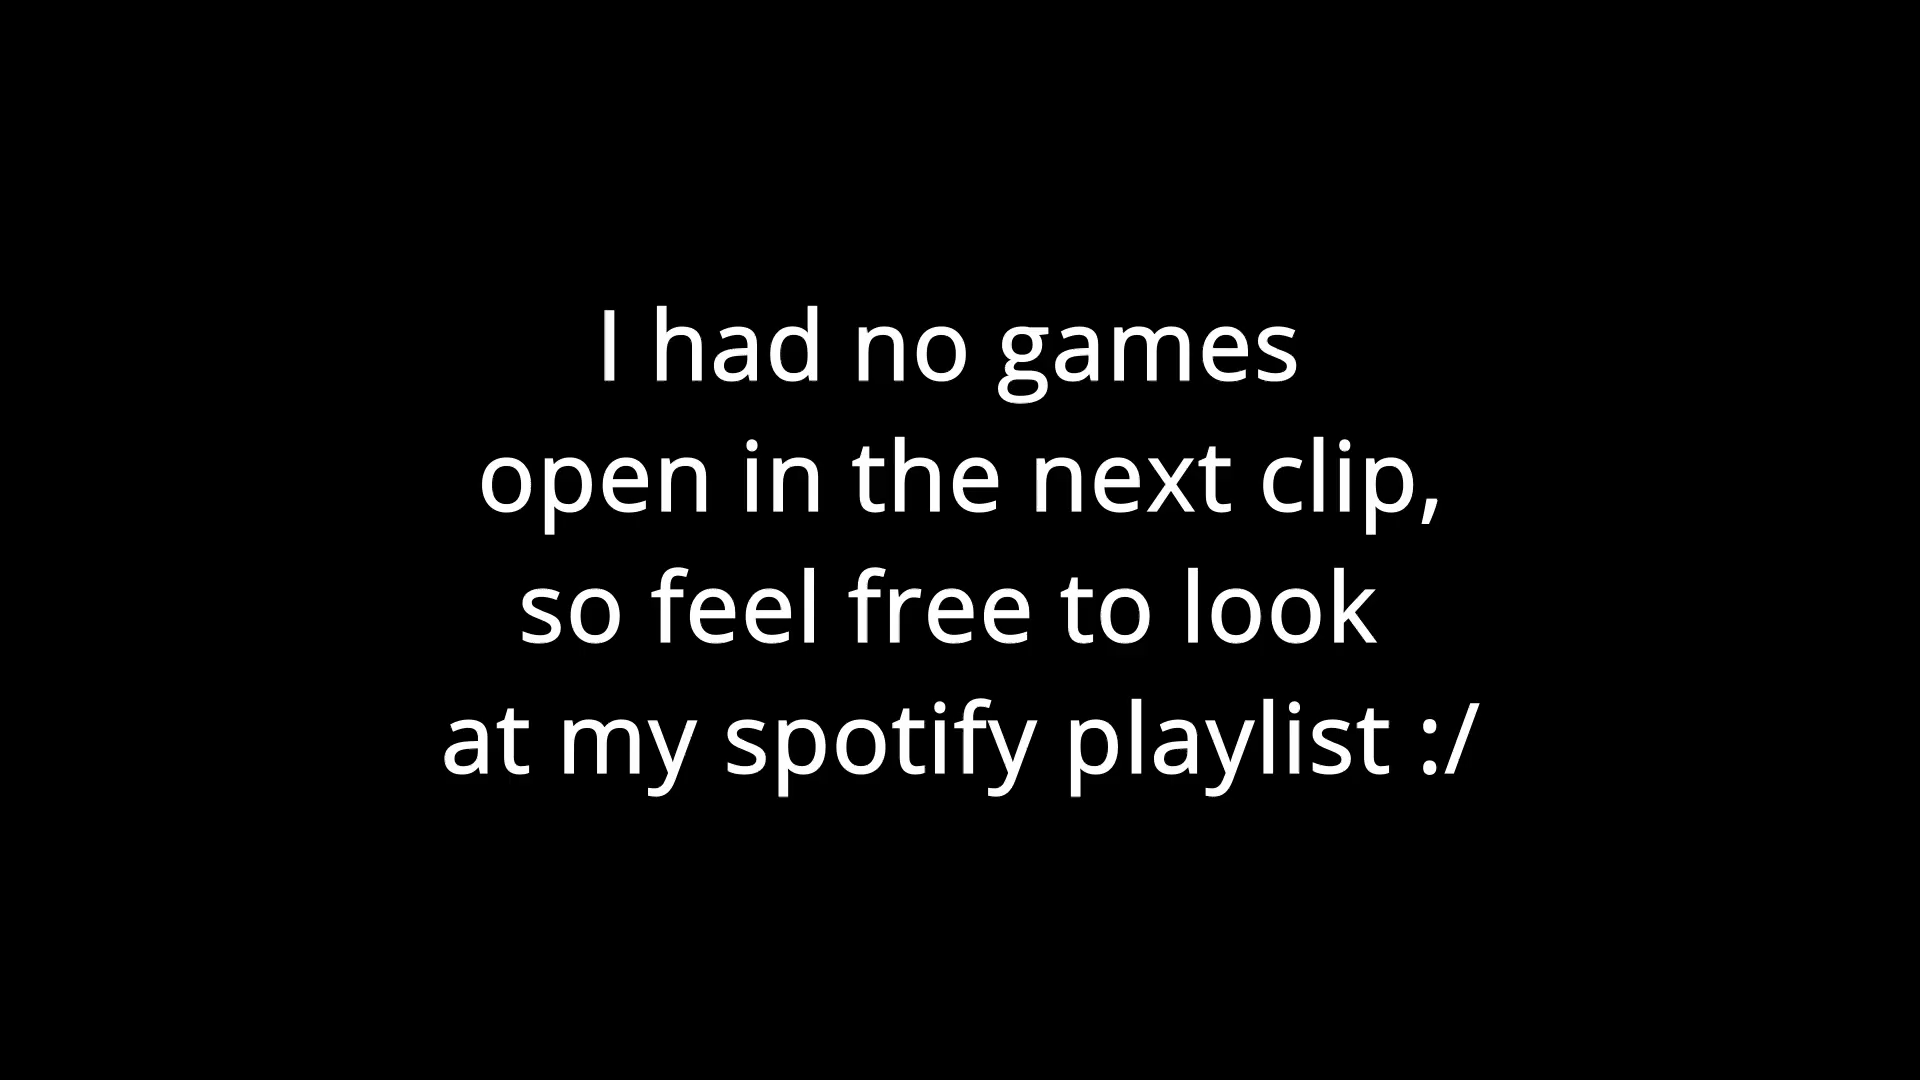 I had no games
open in the next clip,
so feel free to look
at my spotify playlist :/